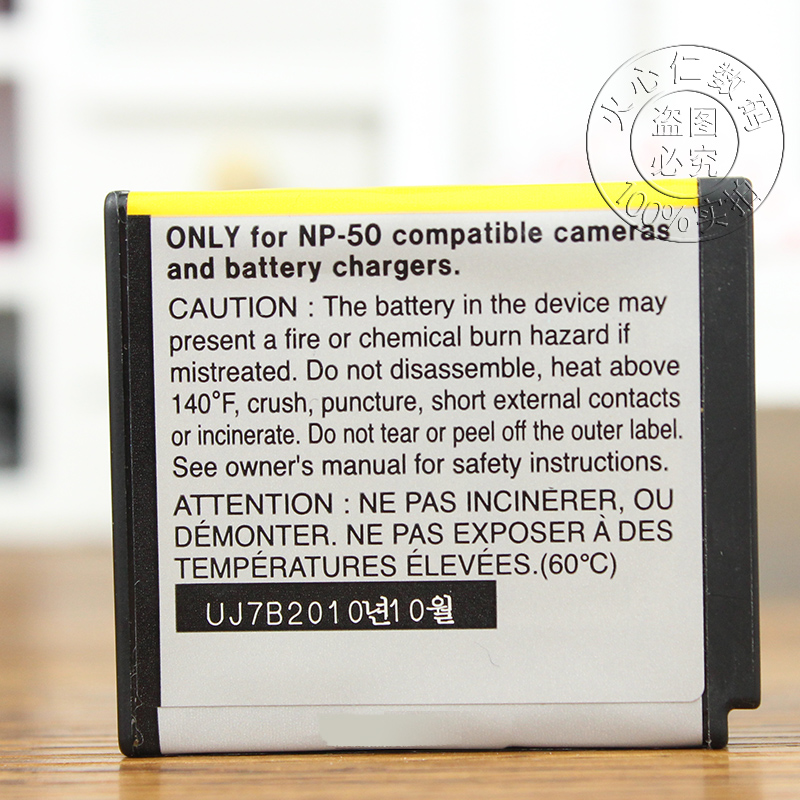 火心仁数码
盗图
必究
100%实拍
ONLY for NP-50 compatible cameras
and battery chargers.
CAUTION : The battery in the device may
present a fire or chemical burn hazard if
mistreated. Do not disassemble, heat above
140°F, crush, puncture, short external contacts
or incinerate. Do not tear or peel off the outer label.
See owner's manual for safety instructions.
ATTENTION : NE PAS INCINÈRER, OU
DÉMONTER. NE PAS EXPOSER À DES
TEMPÉRATURES ÉLEVÉES.(60°C)
UJ7B2010년10월